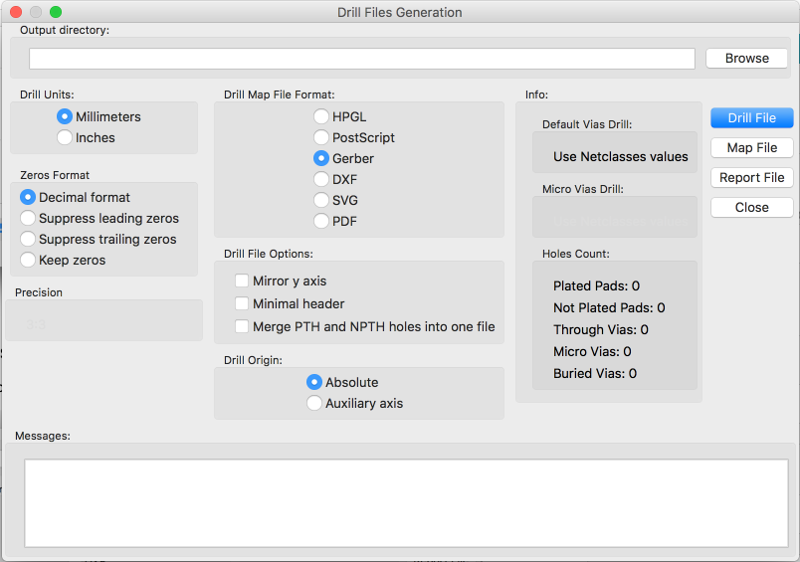 Drill Files Generation
Output directory:
Browse
Drill Units:
Millimeters
Inches
Zeros Format
Decimal format
Suppress leading zeros
Suppress trailing zeros
Keep zeros
Precision
3:3
Drill Map File Format:
HPGL
PostScript
Gerber
DXF
SVG
PDF
Drill File Options:
Mirror y axis
Minimal header
Merge PTH and NPTH holes into one file
Drill Origin:
Absolute
Auxiliary axis
Info:
Default Vias Drill:
Use Netclasses values
Micro Vias Drill:
Use Netclasses values
Holes Count:
Plated Pads: 0
Not Plated Pads: 0
Through Vias: 0
Micro Vias: 0
Buried Vias: 0
Drill File
Map File
Report File
Close
Messages: